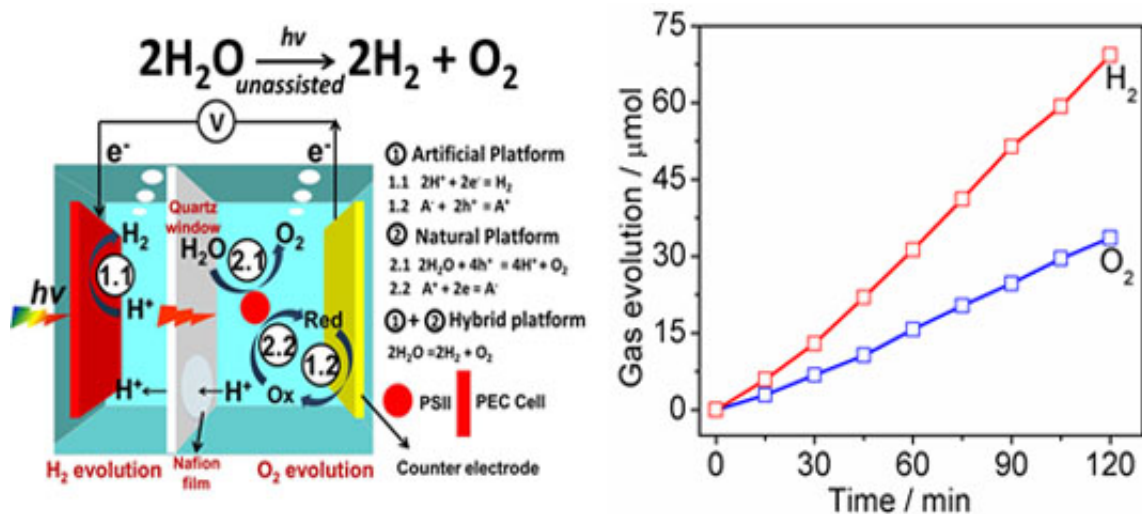 2H₂O hv unassisted 2H₂ + O₂
V
e⁻ e⁻
Quartz
window
H₂
1.1
H⁺
hv
H₂O 2.1 O₂
Red
2.2
1.2
Ox
H⁺ H⁺
H₂ evolution
Nafion
film
O₂ evolution
Counter electrode
① Artificial Platform
1.1 2H⁺ + 2e⁻ = H₂
1.2 A⁻ + 2h⁺ = A⁺
② Natural Platform
2.1 2H₂O + 4h⁺ = 4H⁺ + O₂
2.2 A⁺ + 2e = A⁻
① + ② Hybrid platform
2H₂O = 2H₂ + O₂
PSII PEC Cell
Gas evolution / μmol
75
60
45
30
15
0
H₂
O₂
0 30 60 90 120
Time / min